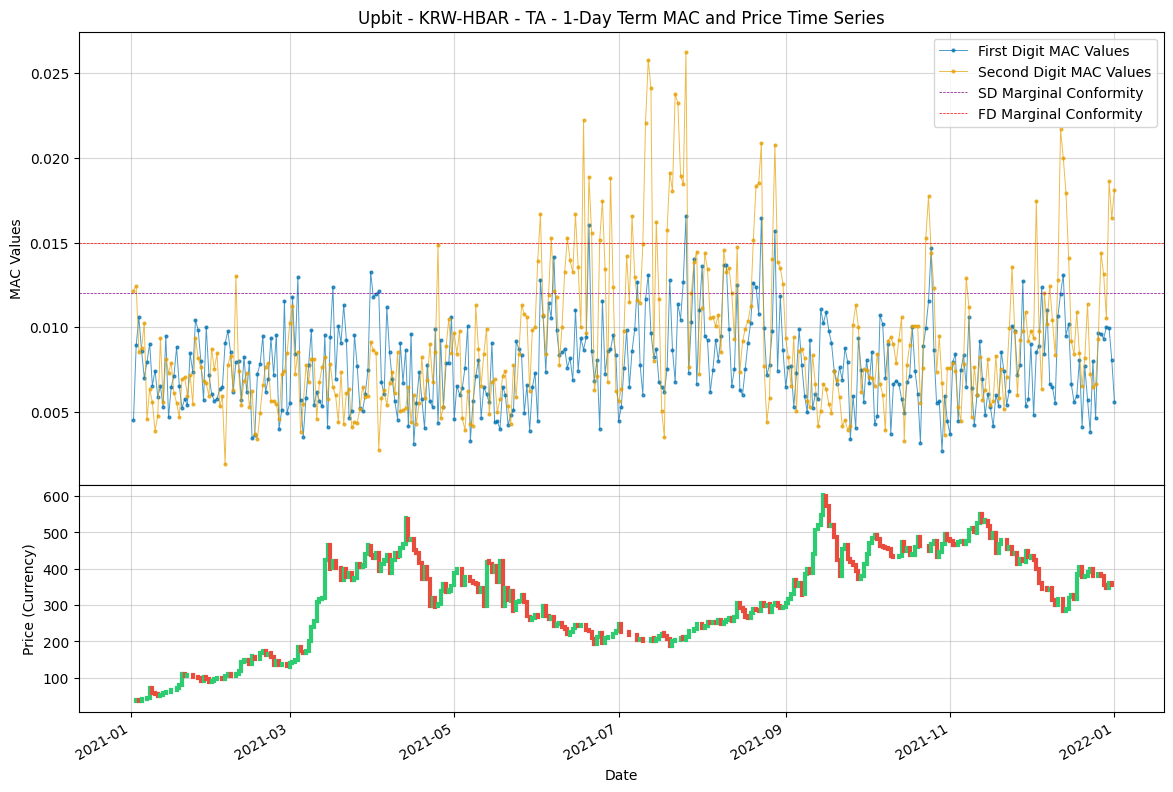 Upbit - KRW-HBAR - TA - 1-Day Term MAC and Price Time Series
First Digit MAC Values
Second Digit MAC Values
SD Marginal Conformity
FD Marginal Conformity
MAC Values
0.025
0.020
0.015
0.010
0.005
Price (Currency)
600
500
400
300
200
100
2021-01
2021-03
2021-05
2021-07
2021-09
2021-11
2022-01
Date